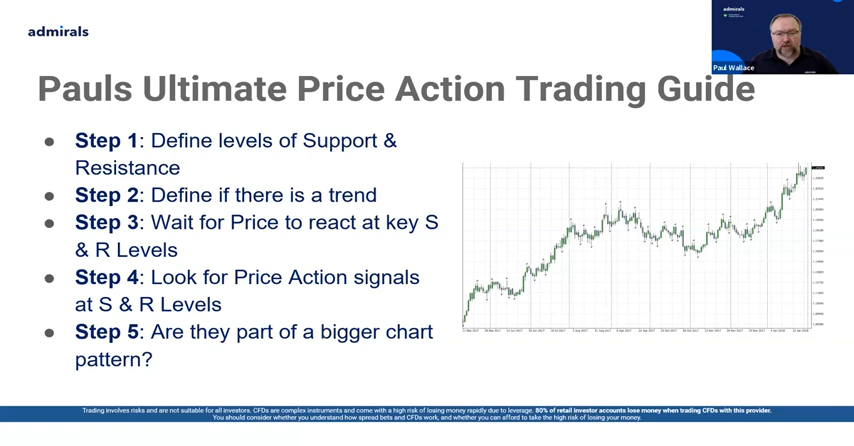 admirals
admirals
Paul Wallace
admirals
Pauls Ultimate Price Action Trading Guide
● Step 1: Define levels of Support &
Resistance
● Step 2: Define if there is a trend
● Step 3: Wait for Price to react at key S
& R Levels
● Step 4: Look for Price Action signals
at S & R Levels
● Step 5: Are they part of a bigger chart
pattern?
Trading involves risks and are not suitable for all investors. CFDs are complex instruments and come with a high risk of losing money rapidly due to leverage. 80% of retail investor accounts lose money when trading CFDs with this provider.
You should consider whether you understand how spread bets and CFDs work, and whether you can afford to take the high risk of losing your money.